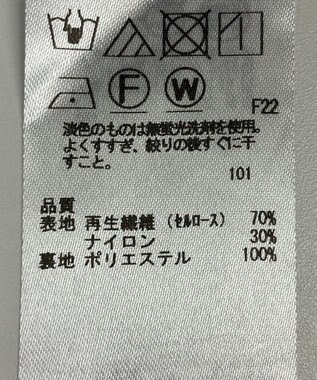 F W
F22
淡色のものは無蛍光洗剤を使用。
よくすすぎ、絞りの後すぐに干
すこと。
101
品質
表地 再生繊維 (セルロース) 70%
ナイロン 30%
裏地 ポリエステル 100%